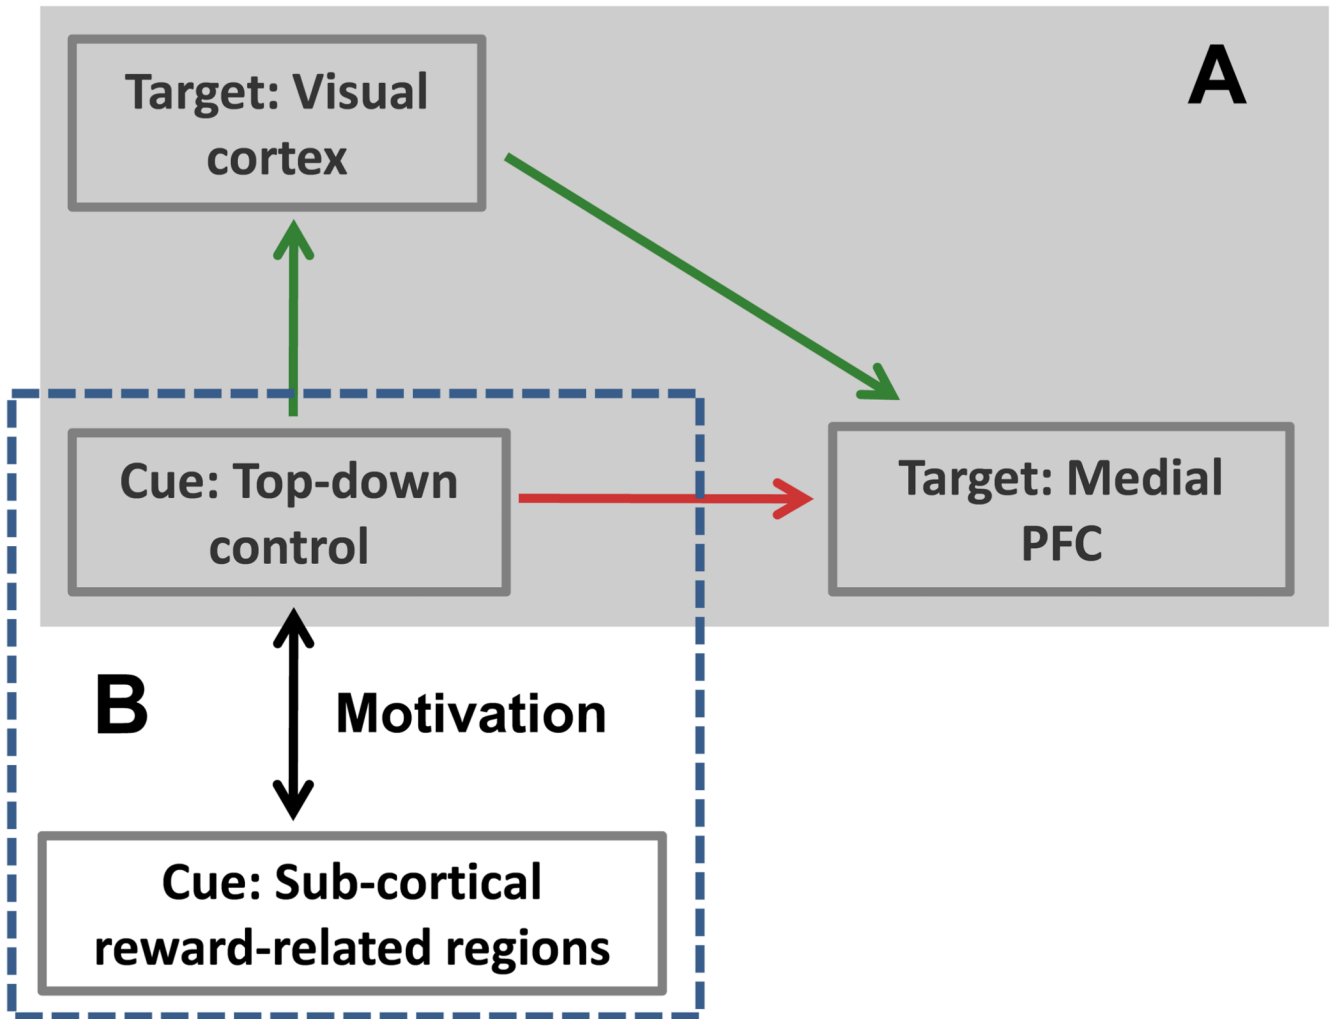 A
Target: Visual
cortex
Cue: Top-down
control
Target: Medial
PFC
B
Motivation
Cue: Sub-cortical
reward-related regions